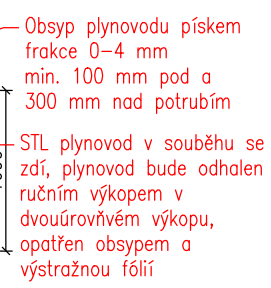 Obsyp plynovodu pískem
frakce 0–4 mm
min. 100 mm pod a
300 mm nad potrubím
STL plynovod v souběhu se
zdí, plynovod bude odhalen
ručním výkopem v
dvouúrovňvém výkopu,
opatřen obsypem a
výstražnou fólií